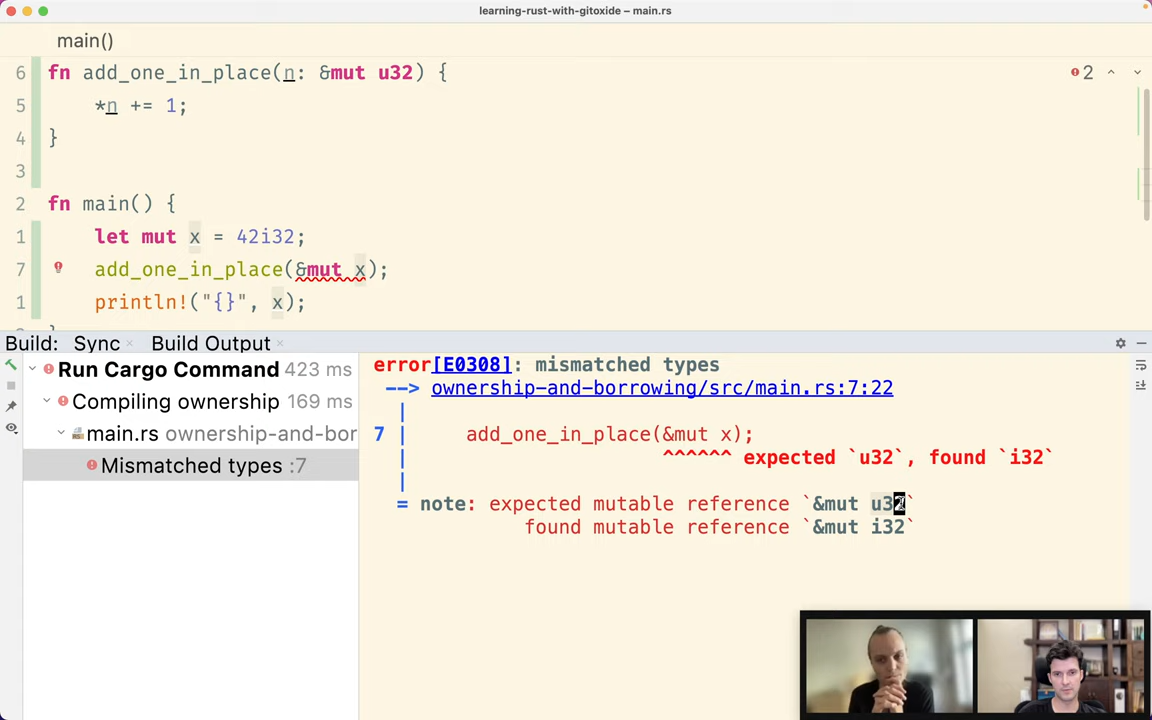 learning-rust-with-gitoxide – main.rs
main()
6 fn add_one_in_place(n: &mut u32) {
2
5 *n += 1;
4 }
3
2 fn main() {
1 let mut x = 42i32;
7 add_one_in_place(&mut x);
1 println!("{}", x);
Build: Sync × Build Output ×
Run Cargo Command 423 ms
Compiling ownership 169 ms
main.rs ownership-and-bor
Mismatched types :7
error[E0308]: mismatched types
--> ownership-and-borrowing/src/main.rs:7:22
|
7 | add_one_in_place(&mut x);
| ^^^^^^ expected `u32`, found `i32`
|
= note: expected mutable reference `&mut u32`
found mutable reference `&mut i32`